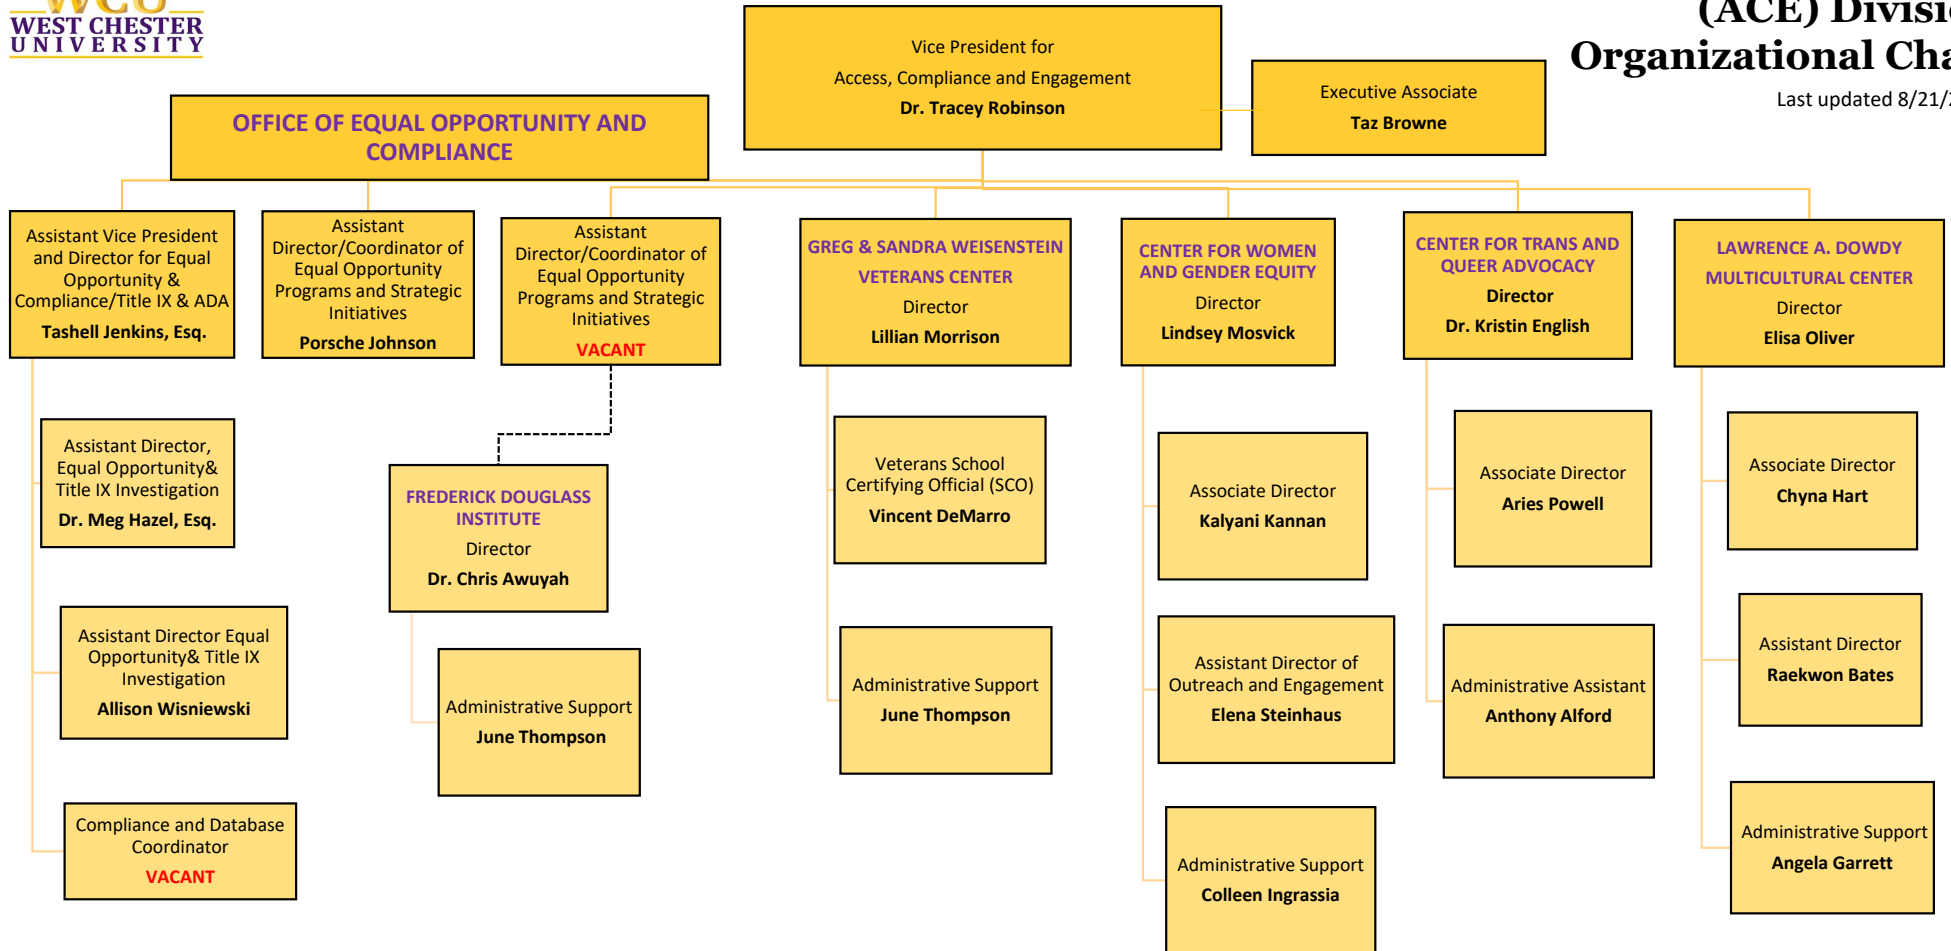 WCU
WEST CHESTER
UNIVERSITY
(ACE) Divisio
Organizational Cha
Last updated 8/21/2
Vice President for
Access, Compliance and Engagement
Dr. Tracey Robinson
Executive Associate
Taz Browne
OFFICE OF EQUAL OPPORTUNITY AND
COMPLIANCE
Assistant Vice President
and Director for Equal
Opportunity &
Compliance/Title IX & ADA
Tashell Jenkins, Esq.
Assistant
Director/Coordinator of
Equal Opportunity
Programs and Strategic
Initiatives
Porsche Johnson
Assistant
Director/Coordinator of
Equal Opportunity
Programs and Strategic
Initiatives
VACANT
GREG & SANDRA WEISENSTEIN
VETERANS CENTER
Director
Lillian Morrison
CENTER FOR WOMEN
AND GENDER EQUITY
Director
Lindsey Mosvick
CENTER FOR TRANS AND
QUEER ADVOCACY
Director
Dr. Kristin English
LAWRENCE A. DOWDY
MULTICULTURAL CENTER
Director
Elisa Oliver
Assistant Director,
Equal Opportunity&
Title IX Investigation
Dr. Meg Hazel, Esq.
Assistant Director Equal
Opportunity& Title IX
Investigation
Allison Wisniewski
Compliance and Database
Coordinator
VACANT
FREDERICK DOUGLASS
INSTITUTE
Director
Dr. Chris Awuyah
Administrative Support
June Thompson
Veterans School
Certifying Official (SCO)
Vincent DeMarro
Administrative Support
June Thompson
Associate Director
Kalyani Kannan
Assistant Director of
Outreach and Engagement
Elena Steinhaus
Administrative Support
Colleen Ingrassia
Associate Director
Aries Powell
Administrative Assistant
Anthony Alford
Associate Director
Chyna Hart
Assistant Director
Raekwon Bates
Administrative Support
Angela Garrett